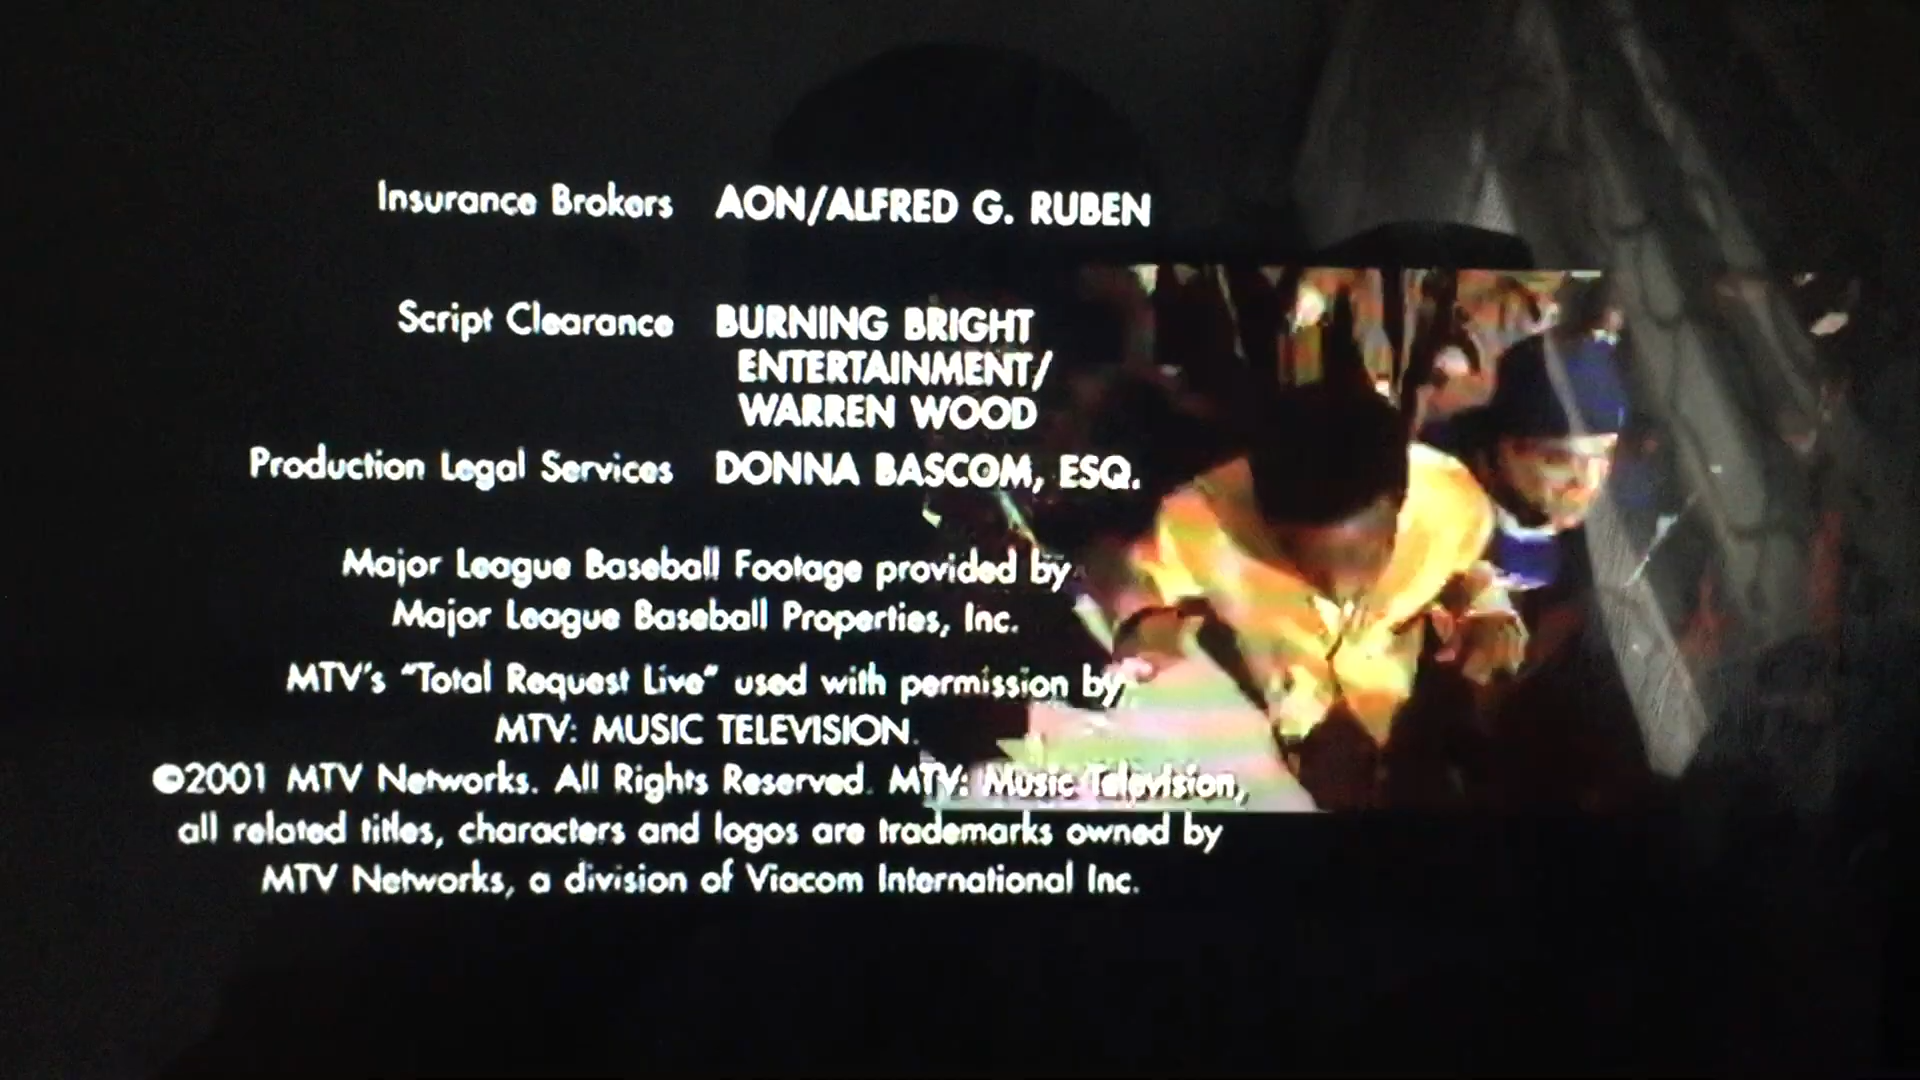 Insurance Brokers AON/ALFRED G. RUBEN
Script Clearance BURNING BRIGHT
ENTERTAINMENT/
WARREN WOOD
Production Legal Services DONNA BASCOM, ESQ.
Major League Baseball Footage provided by
Major League Baseball Properties, Inc.
MTV's "Total Request Live" used with permission by
MTV: MUSIC TELEVISION.
©2001 MTV Networks. All Rights Reserved. MTV: Music Television,
all related titles, characters and logos are trademarks owned by
MTV Networks, a division of Viacom International Inc.